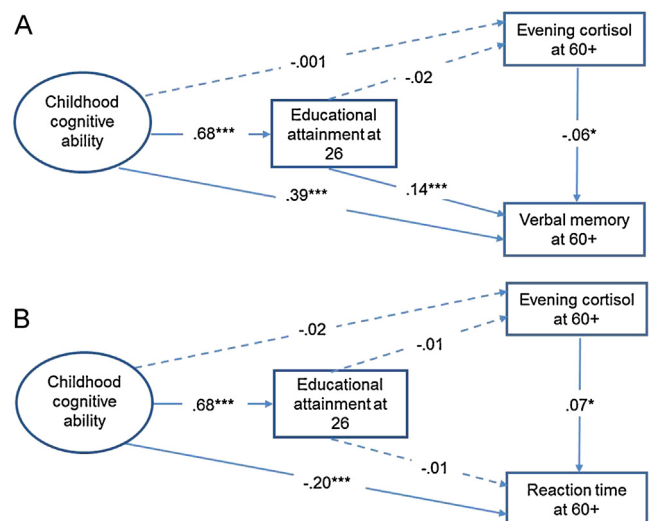 A
Evening cortisol
at 60+
-.001
-.02
Childhood
cognitive
ability
.68***
Educational
attainment at
26
-.06*
.39***
.14***
Verbal memory
at 60+
B
Evening cortisol
at 60+
-.02
-.01
Childhood
cognitive
ability
.68***
Educational
attainment at
26
.07*
-.01
-.20***
Reaction time
at 60+